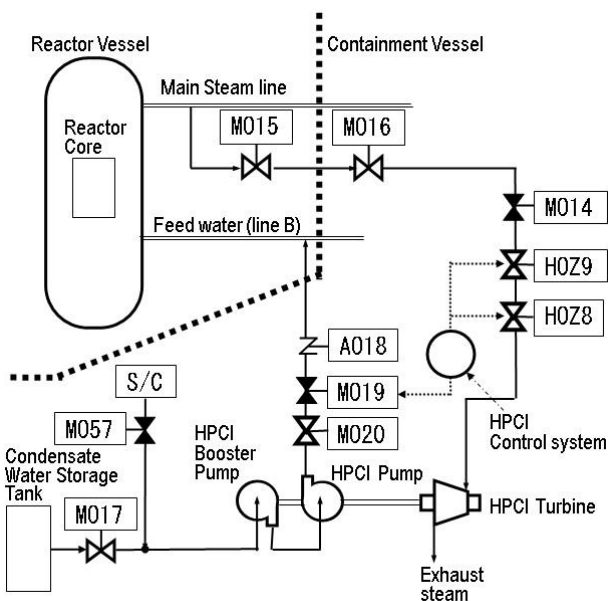 Reactor Vessel
Containment Vessel
Main Steam line
MO15
MO16
Reactor
Core
MO14
Feed water (line B)
HOZ9
HOZ8
AO18
S/C
MO19
HPCI
Control system
MO57
HPCI
Booster
Pump
MO20
Condensate
Water Storage
Tank
HPCI Pump
MO17
HPCI Turbine
Exhaust
steam